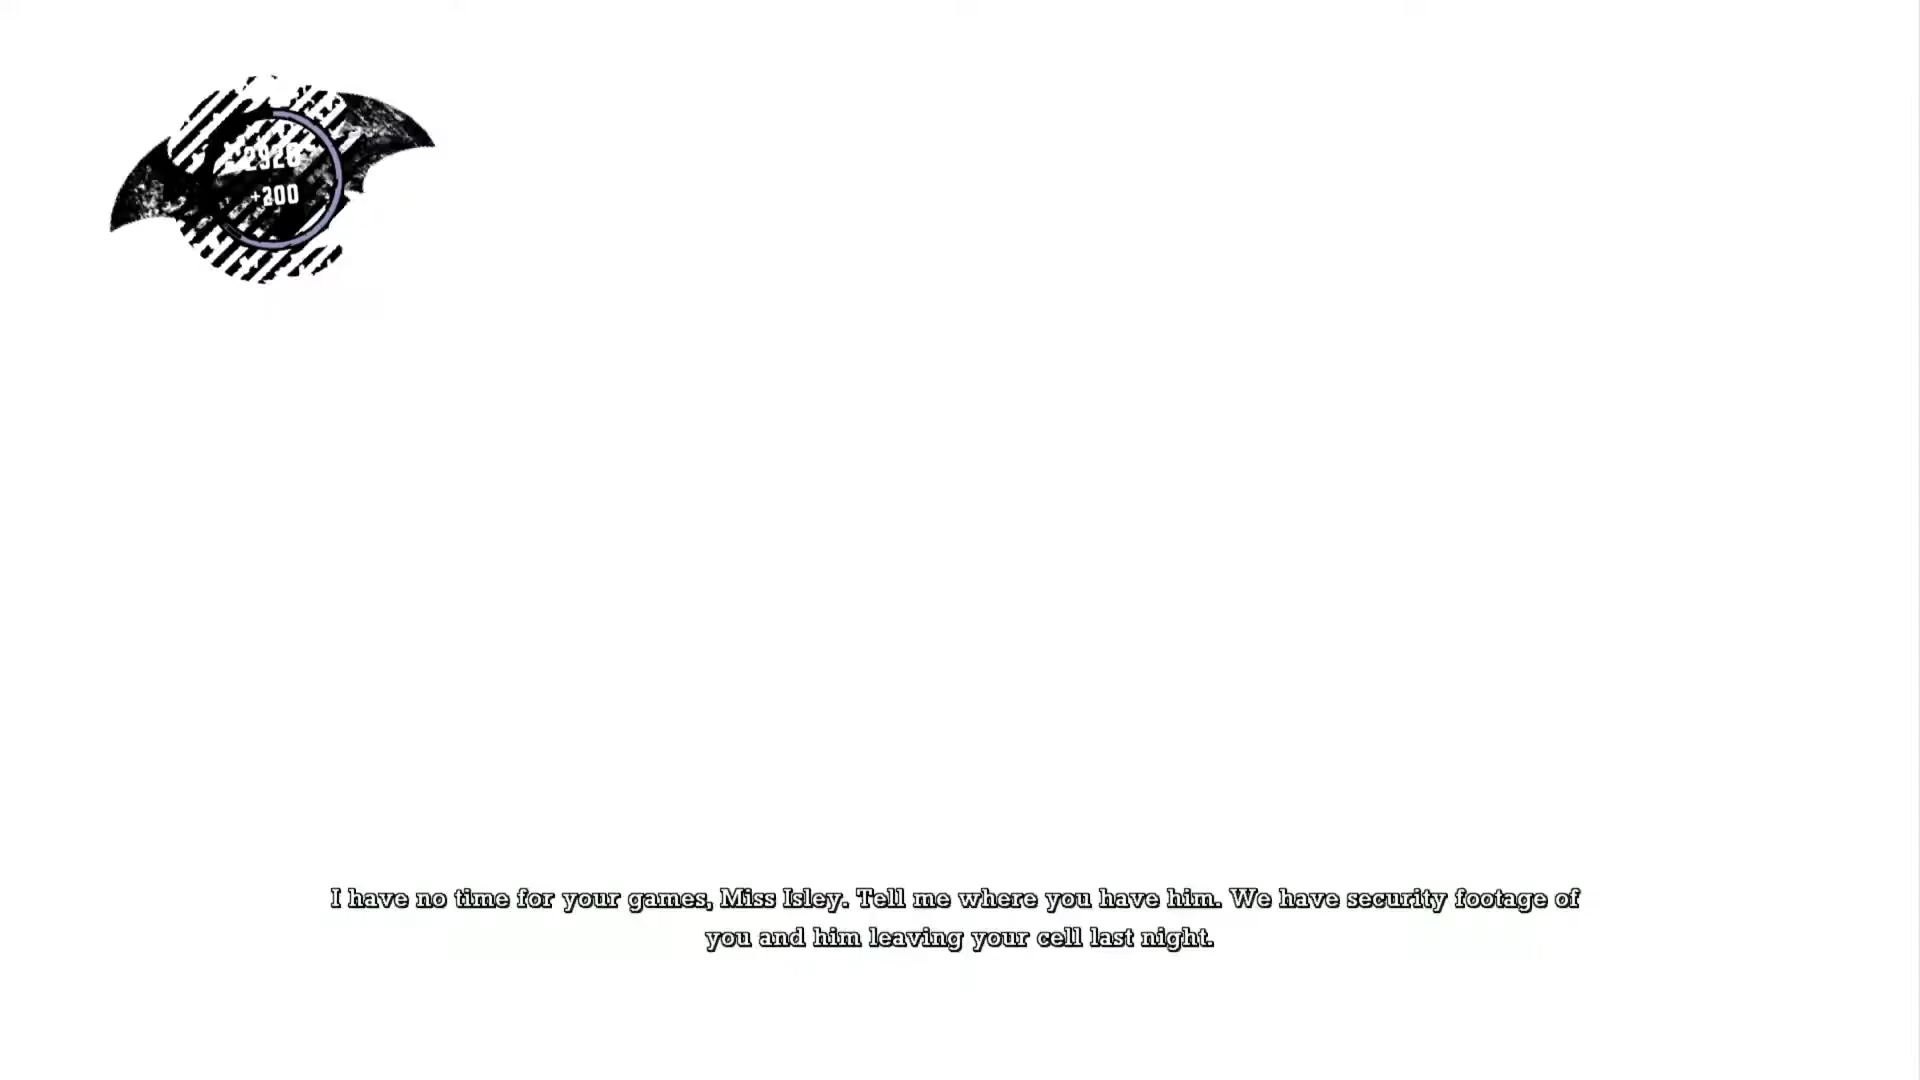 +200
I have no time for your games, Miss Isley. Tell me where you have him. We have security footage of
you and him leaving your cell last night.